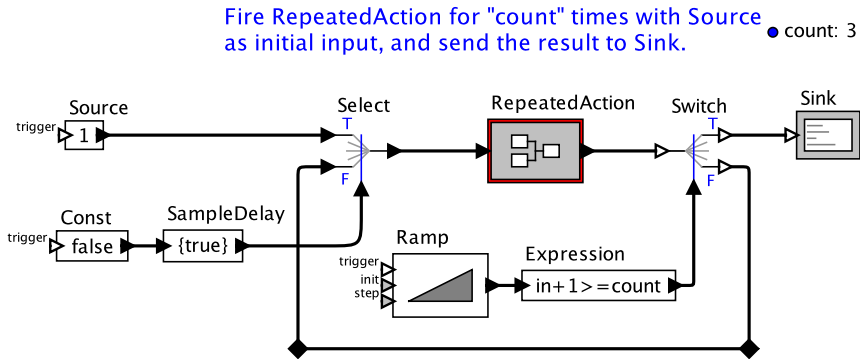 Fire RepeatedAction for "count" times with Source
as initial input, and send the result to Sink.
count: 3
Source
trigger
1
Select
T
F
RepeatedAction
Switch
T
F
Sink
Const
trigger
false
SampleDelay
{true}
Ramp
trigger
init
step
Expression
in+1>=count